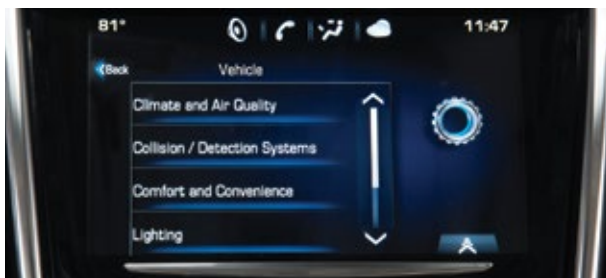 81° 11:47
Back Vehicle
Climate and Air Quality
Collision / Detection Systems
Comfort and Convenience
Lighting